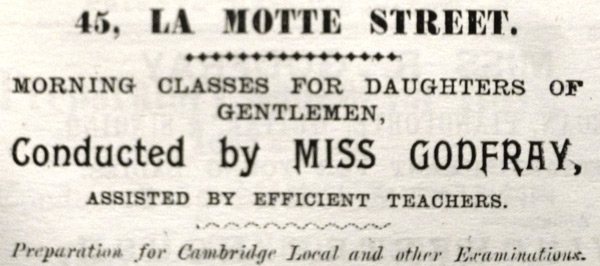 45, LA MOTTE STREET.
MORNING CLASSES FOR DAUGHTERS OF
GENTLEMEN,
Conducted by MISS GODFRAY,
ASSISTED BY EFFICIENT TEACHERS.
Preparation for Cambridge Local and other Examinations.